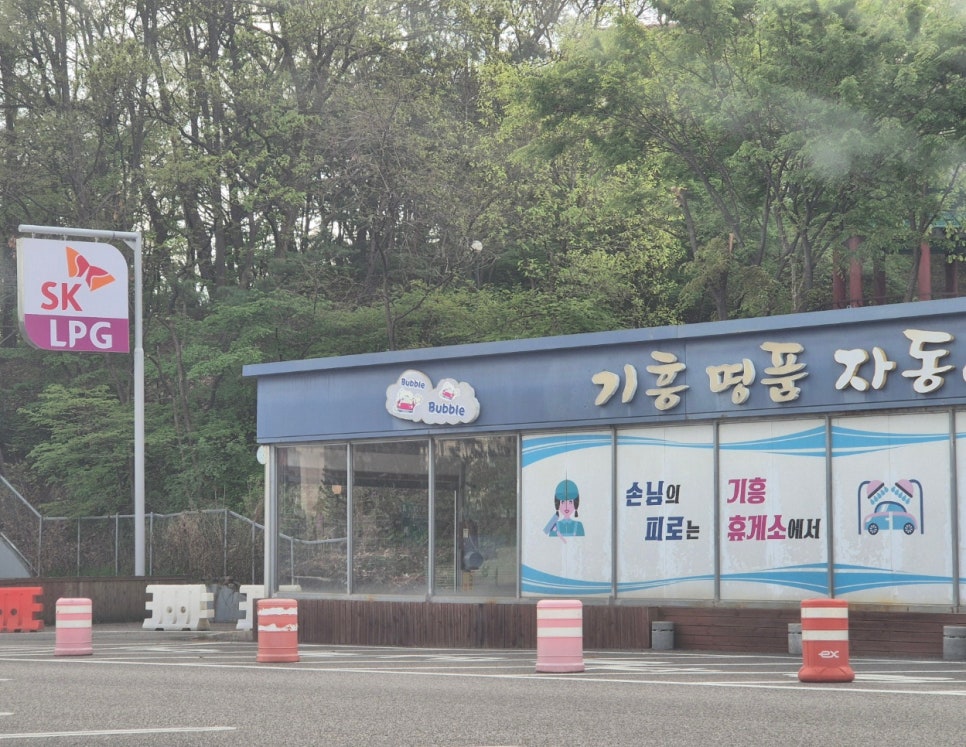 SK
LPG
Bubble
Bubble
기흥 명품 자동
손님의
피로는
기흥
휴게소에서
ex